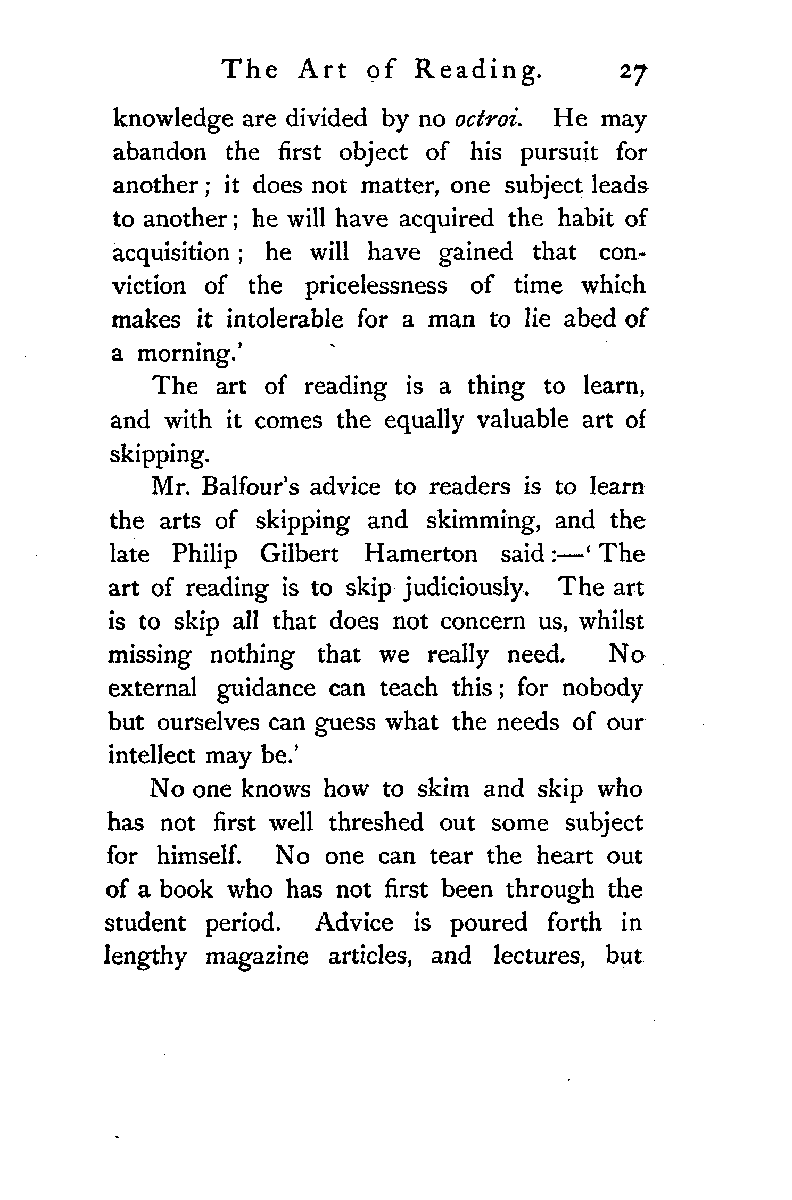 The Art of Reading. 27
knowledge are divided by no octroi. He may
abandon the first object of his pursuit for
another ; it does not matter, one subject leads
to another ; he will have acquired the habit of
acquisition ; he will have gained that con-
viction of the pricelessness of time which
makes it intolerable for a man to lie abed of
a morning.'
The art of reading is a thing to learn,
and with it comes the equally valuable art of
skipping.
Mr. Balfour's advice to readers is to learn
the arts of skipping and skimming, and the
late Philip Gilbert Hamerton said :—' The
art of reading is to skip judiciously. The art
is to skip all that does not concern us, whilst
missing nothing that we really need. No
external guidance can teach this ; for nobody
but ourselves can guess what the needs of our
intellect may be.'
No one knows how to skim and skip who
has not first well threshed out some subject
for himself. No one can tear the heart out
of a book who has not first been through the
student period. Advice is poured forth in
lengthy magazine articles, and lectures, but